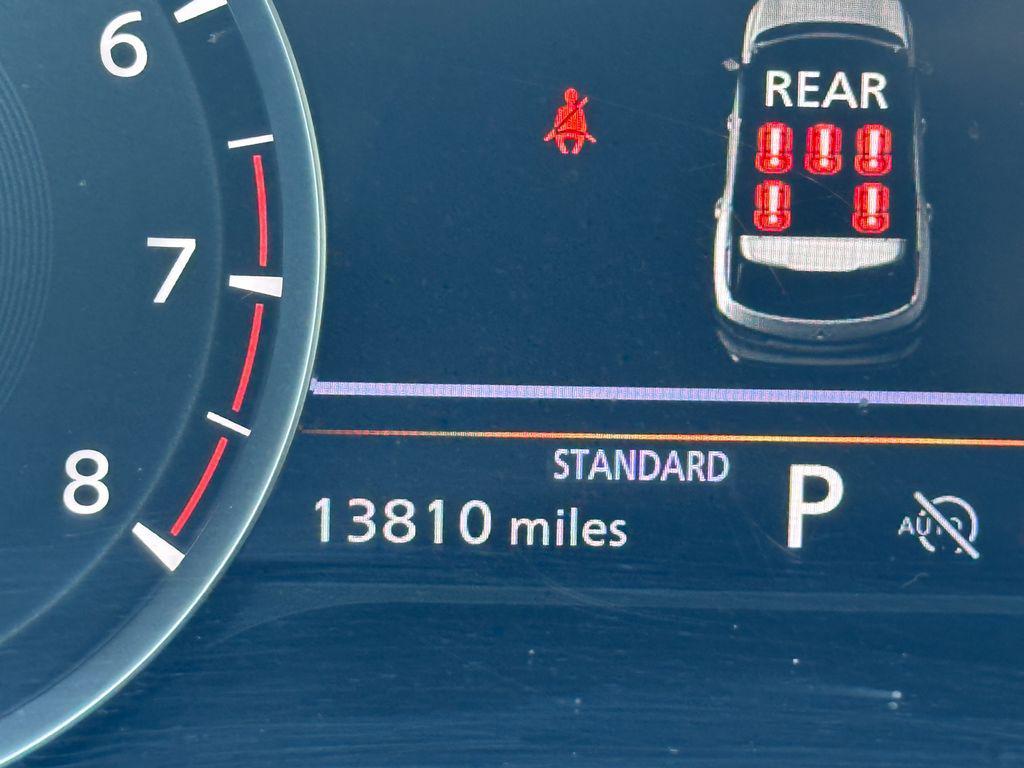 6
REAR
7
STANDARD
8
13810 miles
P
AUTO